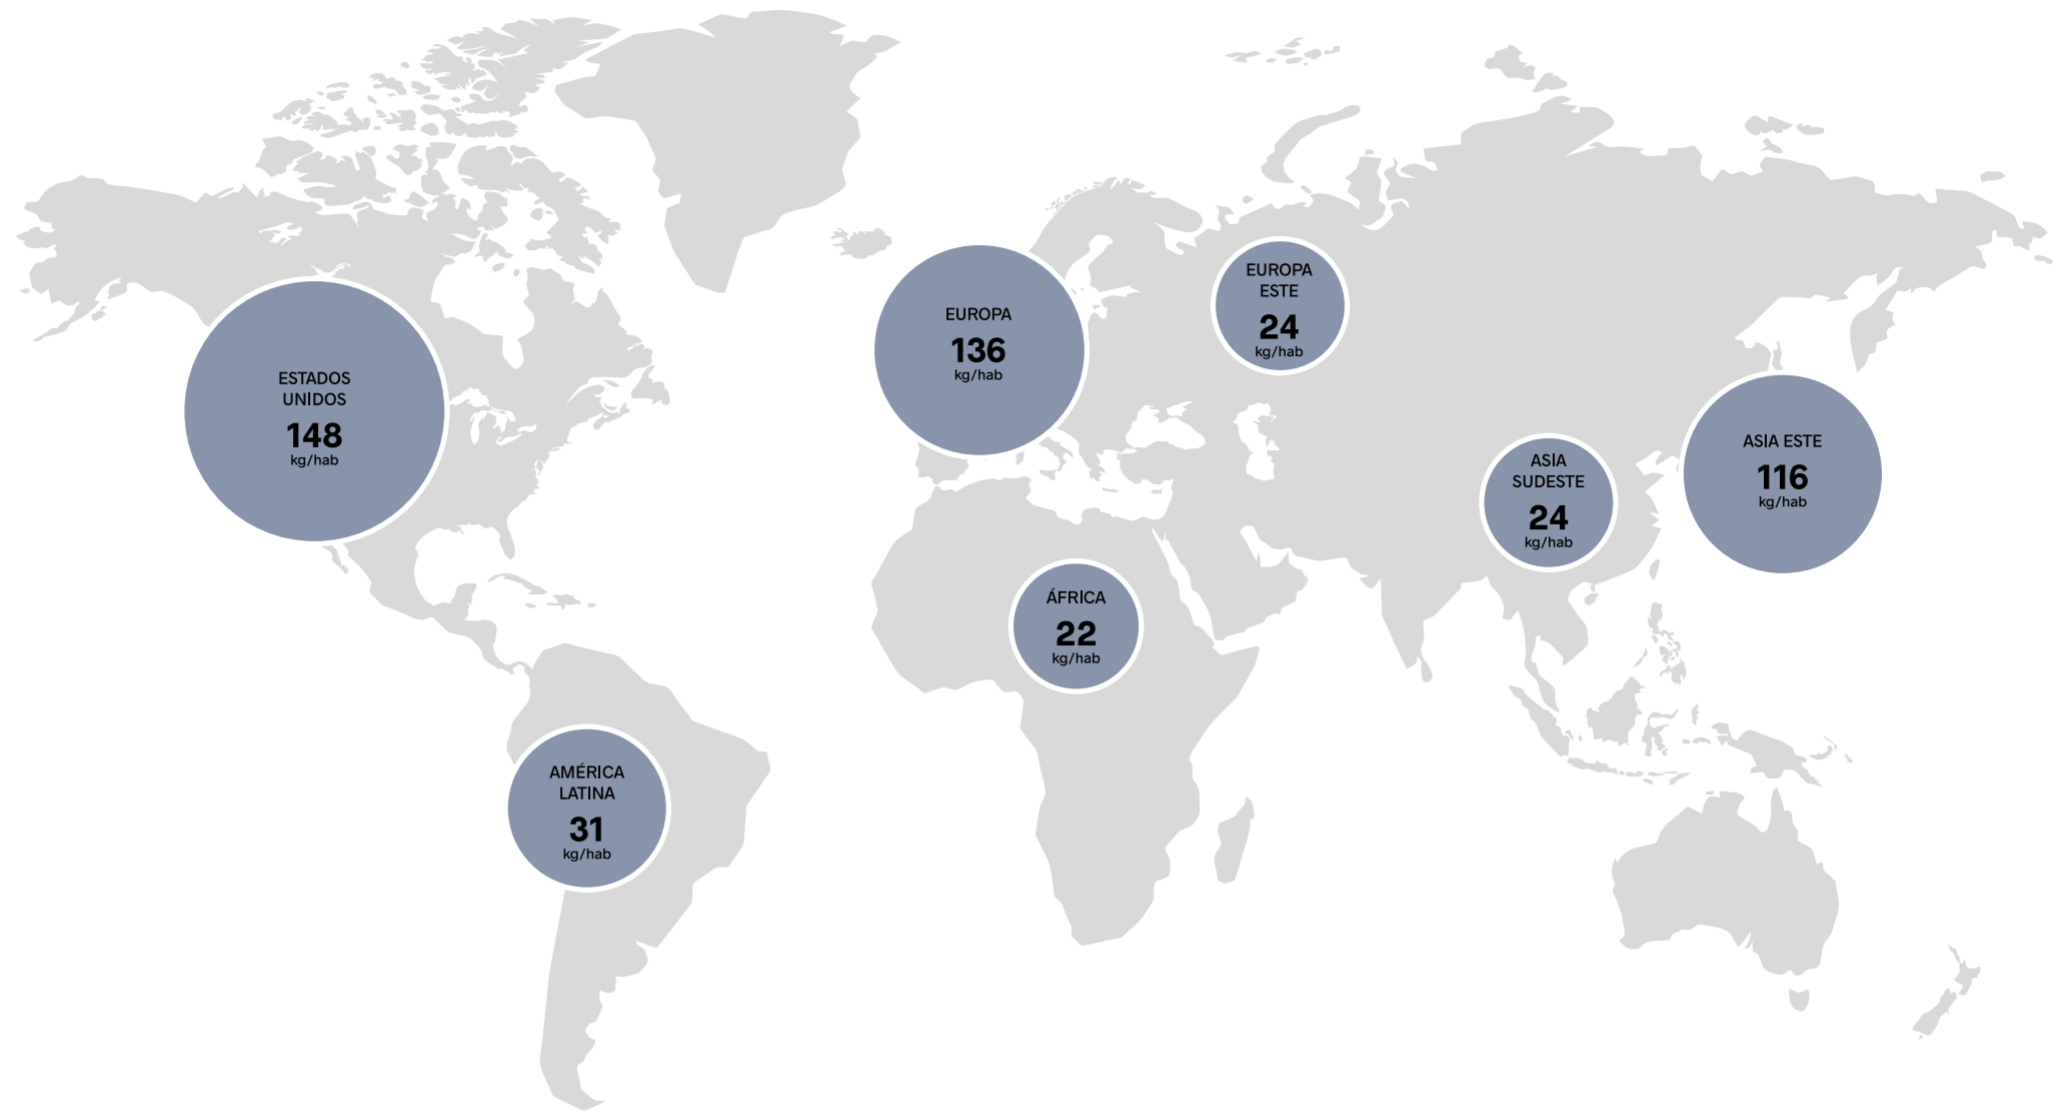 ESTADOS
UNIDOS
148
kg/hab
EUROPA
136
kg/hab
EUROPA
ESTE
24
kg/hab
ASIA
SUDESTE
24
kg/hab
ASIA ESTE
116
kg/hab
ÁFRICA
22
kg/hab
AMÉRICA
LATINA
31
kg/hab